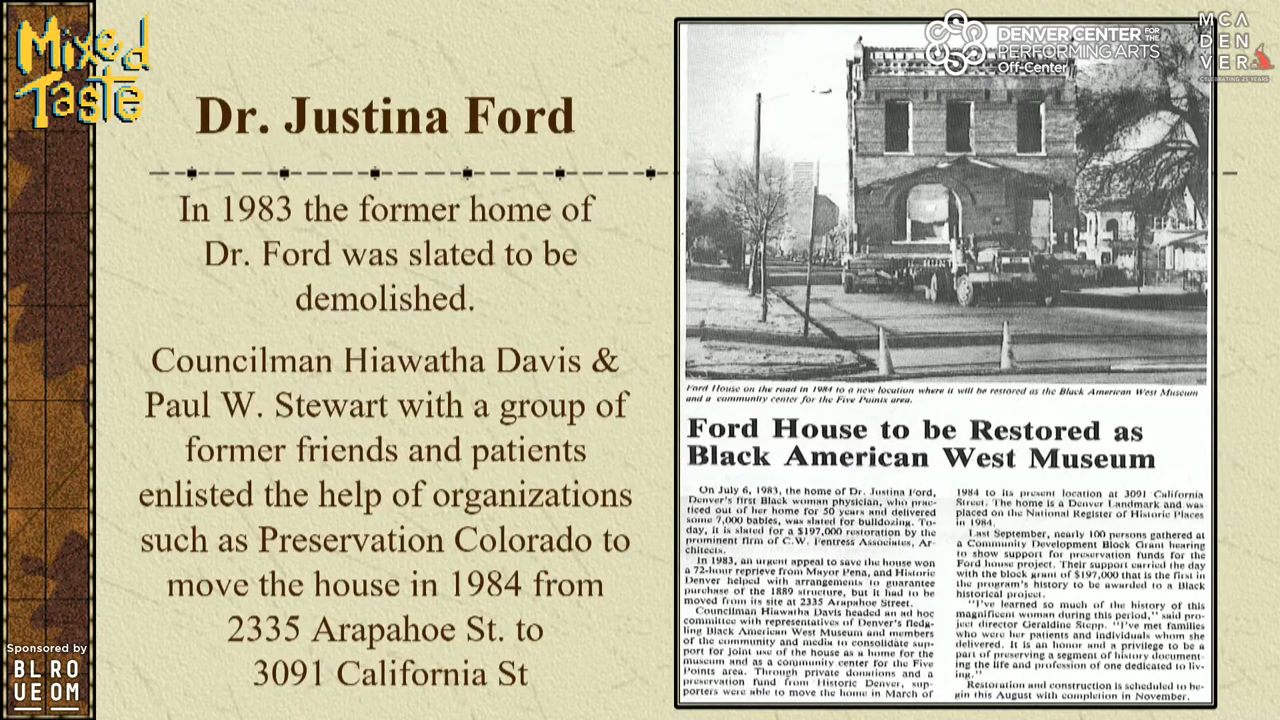 Mixed
Taste
DENVER CENTER FOR THE
PERFORMING ARTS
Off-Center
MCA
DEN
VER
CELEBRATING 25 YEARS
Dr. Justina Ford
In 1983 the former home of
Dr. Ford was slated to be
demolished.
Councilman Hiawatha Davis &
Paul W. Stewart with a group of
former friends and patients
enlisted the help of organizations
such as Preservation Colorado to
move the house in 1984 from
2335 Arapahoe St. to
3091 California St
Sponsored by
BL RO
UE OM
Ford House on the road in 1984 to a new location where it will be restored as the Black American West Museum
and a community center for the Five Points area.
Ford House to be Restored as
Black American West Museum
On July 6, 1983, the home of Dr. Justina Ford,
Denver's first Black woman physician, who prac-
ticed out of her home for 50 years and delivered
some 7,000 babies, was slated for bulldozing. To-
day, it is slated for a $197,000 restoration by the
prominent firm of C.W. Fentress Associates, Ar-
chitects.
In 1983, an urgent appeal to save the house won
a 72-hour reprieve from Mayor Pena, and Historic
Denver helped with arrangements to guarantee
purchase of the 1889 structure, but it had to be
moved from its site at 2335 Arapahoe Street.
Councilman Hiawatha Davis headed an ad hoc
committee with representatives of Denver's fledg-
ling Black American West Museum and members
of the community and media to consolidate sup-
port for joint use of the house as a home for the
museum and as a community center for the Five
Points area. Through private donations and a
preservation fund from Historic Denver, sup-
porters were able to move the home in March of
1984 to its present location at 3091 California
Street. The home is a Denver Landmark and was
placed on the National Register of Historic Places
in 1984.
Last September, nearly 100 persons gathered at
a Community Development Block Grant hearing
to show support for preservation funds for the
Ford house project. Their support carried the day
with the block grant of $197,000 that is the first in
the program's history to be awarded to a Black
historical project.
"I've learned so much of the history of this
magnificent woman during this period," said pro-
ject director Geraldine Stepp. "I've met families
who were her patients and individuals whom she
delivered. It is an honor and a privilege to be a
part of preserving a segment of history document-
ing the life and profession of one dedicated to liv-
ing."
Restoration and construction is scheduled to be-
gin this August with completion in November.